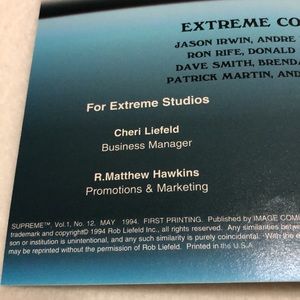 EXTREME CO
JASON IRWIN, ANDRE
RON RIFE, DONALD
DAVE SMITH, BRENDA
PATRICK MARTIN, AND
For Extreme Studios
Cheri Liefeld
Business Manager
R.Matthew Hawkins
Promotions & Marketing
SUPREME™, Vol.1, No. 12, MAY 1994. FIRST PRINTING. Published by IMAGE COMI
trademark and copyright© 1994 Rob Liefeld Inc., all rights reserved. Any similarities betwee
son or institution is unintentional, and any such similarity is purely coincidental. With the e
may be reprinted without the permission of Rob Liefeld. Printed in the U.S.A